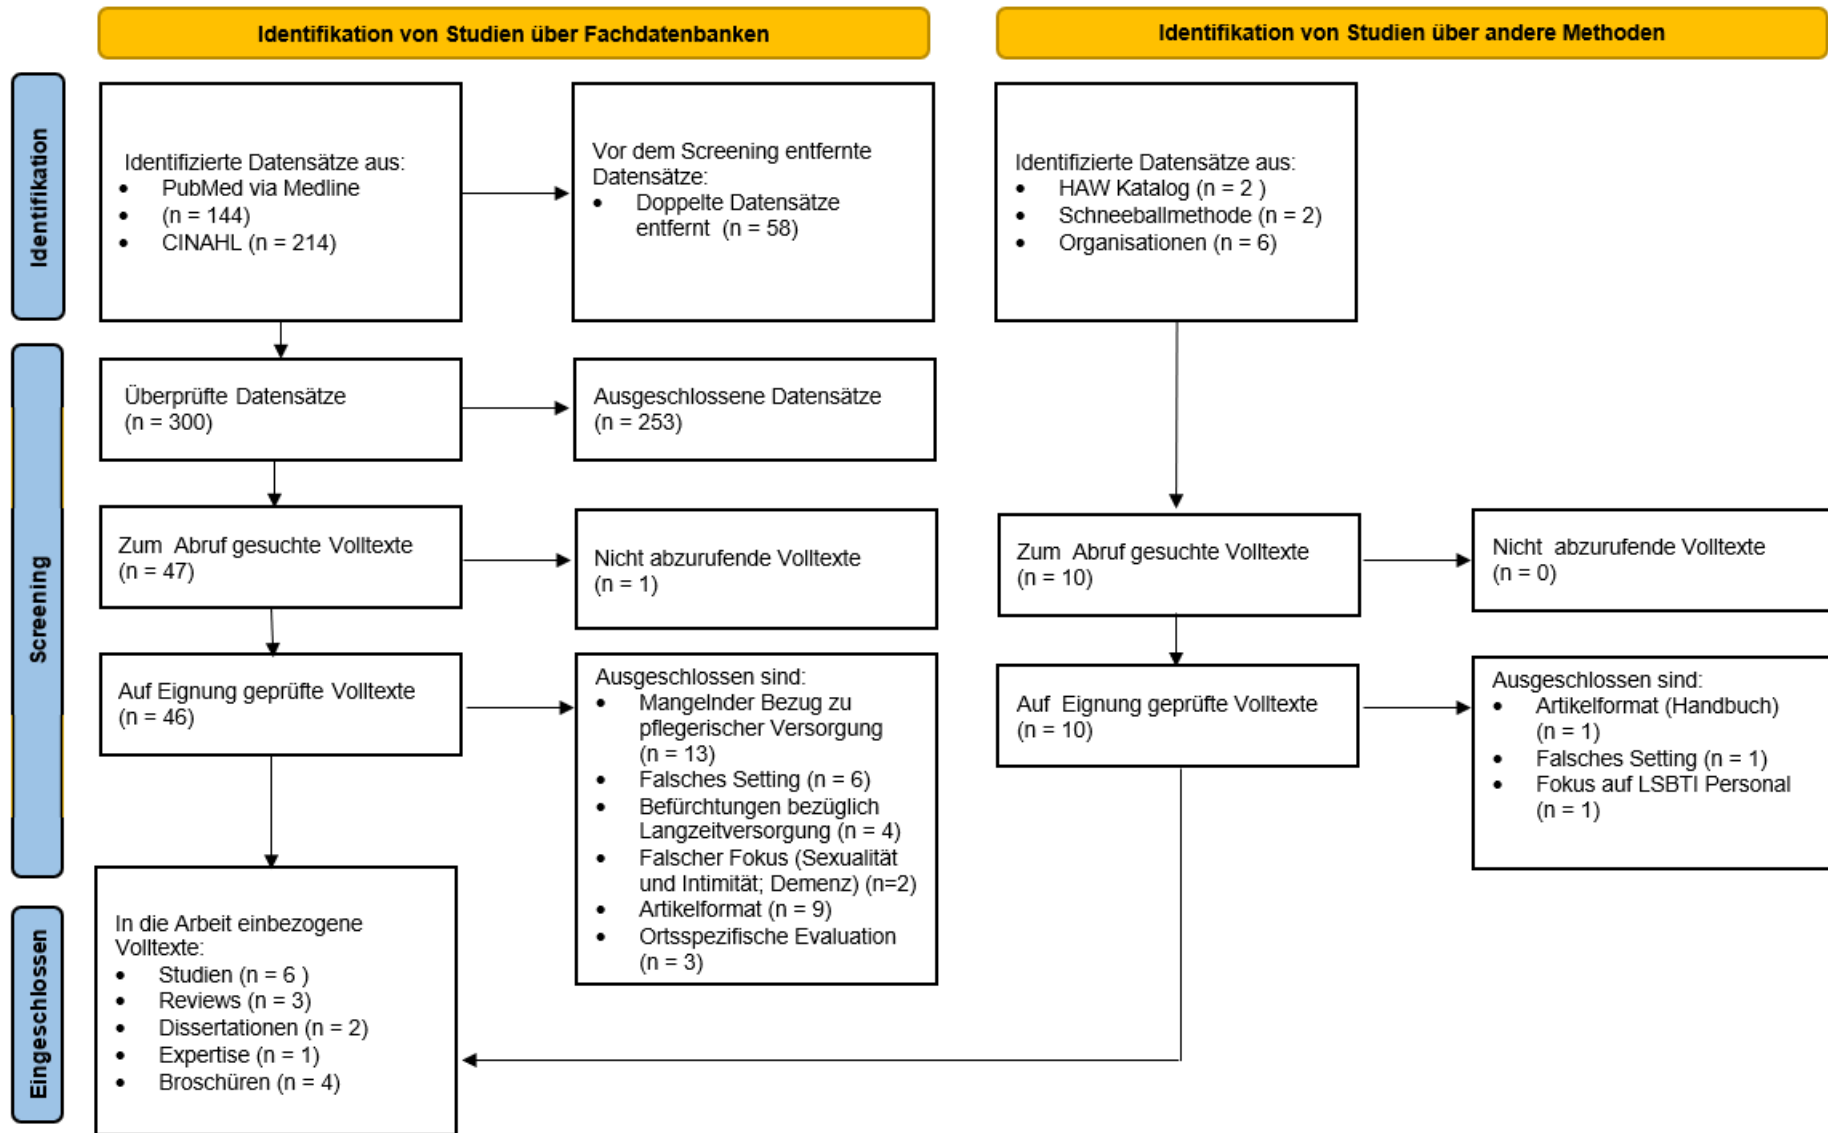 Identifikation von Studien über Fachdatenbanken
Identifikation von Studien über andere Methoden
Identifikation
Identifizierte Datensätze aus:
• PubMed via Medline
• (n = 144)
• CINAHL (n = 214)
Vor dem Screening entfernte
Datensätze:
• Doppelte Datensätze
entfernt (n = 58)
Identifizierte Datensätze aus:
• HAW Katalog (n = 2 )
• Schneeballmethode (n = 2)
• Organisationen (n = 6)
Screening
Überprüfte Datensätze
(n = 300)
Ausgeschlossene Datensätze
(n = 253)
Zum Abruf gesuchte Volltexte
(n = 47)
Nicht abzurufende Volltexte
(n = 1)
Zum Abruf gesuchte Volltexte
(n = 10)
Nicht abzurufende Volltexte
(n = 0)
Auf Eignung geprüfte Volltexte
(n = 46)
Ausgeschlossen sind:
• Mangelnder Bezug zu
pflegerischer Versorgung
(n = 13)
• Falsches Setting (n = 6)
• Befürchtungen bezüglich
Langzeitversorgung (n = 4)
• Falscher Fokus (Sexualität
und Intimität; Demenz) (n=2)
• Artikelformat (n = 9)
• Ortsspezifische Evaluation
(n = 3)
Auf Eignung geprüfte Volltexte
(n = 10)
Ausgeschlossen sind:
• Artikelformat (Handbuch)
(n = 1)
• Falsches Setting (n = 1)
• Fokus auf LSBTI Personal
(n = 1)
Eingeschlossen
In die Arbeit einbezogene
Volltexte:
• Studien (n = 6 )
• Reviews (n = 3)
• Dissertationen (n = 2)
• Expertise (n = 1)
• Broschüren (n = 4)